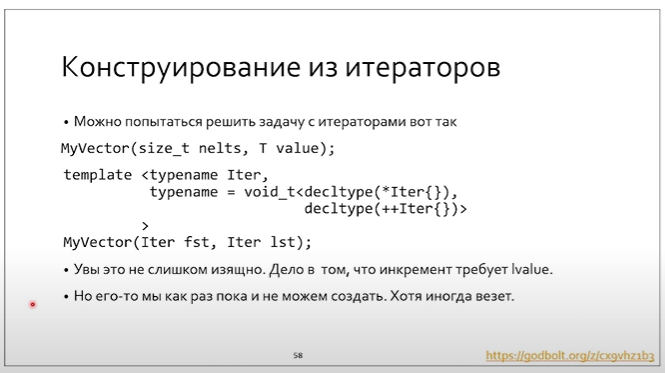 Конструирование из итераторов
• Можно попытаться решить задачу с итераторами вот так
MyVector(size_t nelts, T value);
template <typename Iter,
typename = void_t<decltype(*Iter{}),
decltype(++Iter{})>
>
MyVector(Iter fst, Iter lst);
• Увы это не слишком изящно. Дело в том, что инкремент требует lvalue.
• Но его-то мы как раз пока и не можем создать. Хотя иногда везет.
58
https://godbolt.org/z/cx9vhz1b3